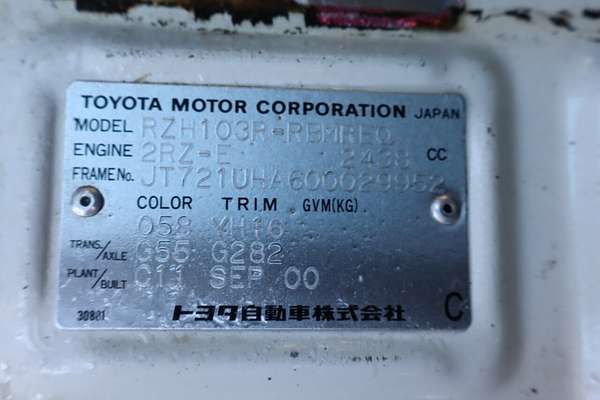 TOYOTA MOTOR CORPORATION JAPAN
MODEL RZH103R-RBMREQ
ENGINE 2RZ-E 2438 CC
FRAME No. JT721UHA600029952
COLOR TRIM GVM(KG)
058 YH16
TRANS./AXLE G55 G282
PLANT/BUILT C11 SEP 00
30801 トヨタ自動車株式会社 C